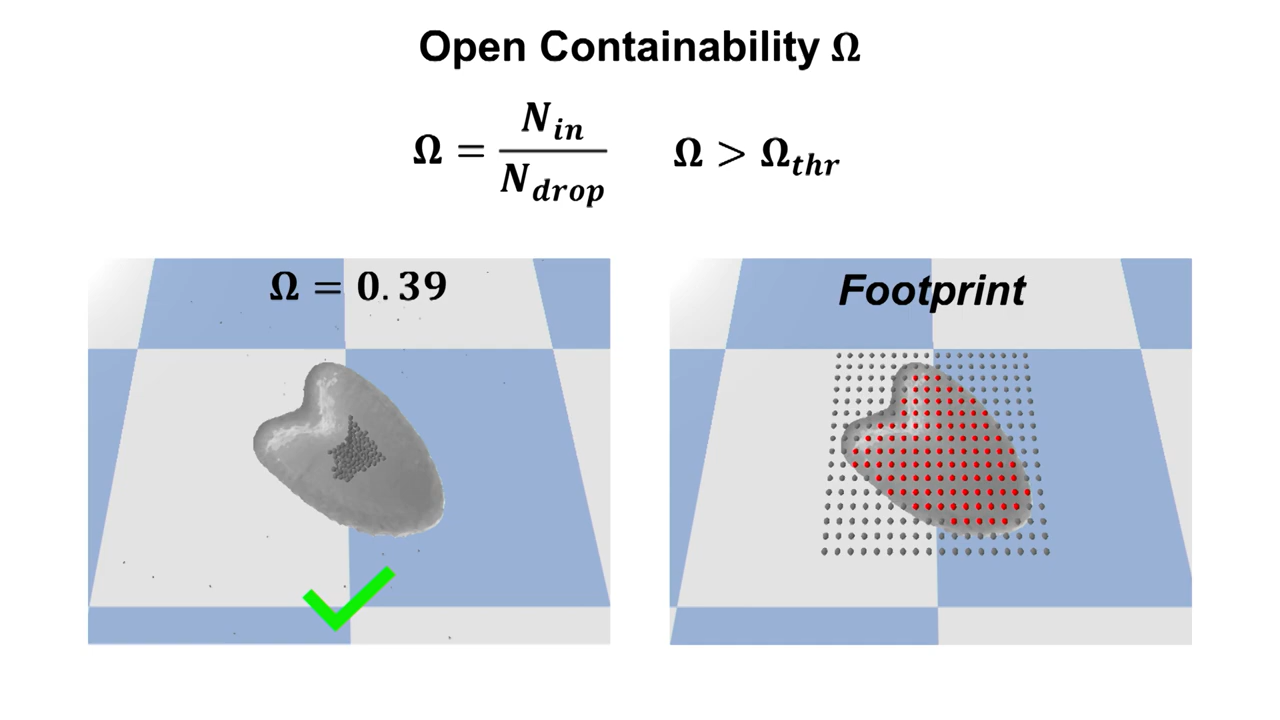 Open Containability Ω
Ω = N_in / N_drop
Ω > Ω_thr
Ω = 0.39
Footprint